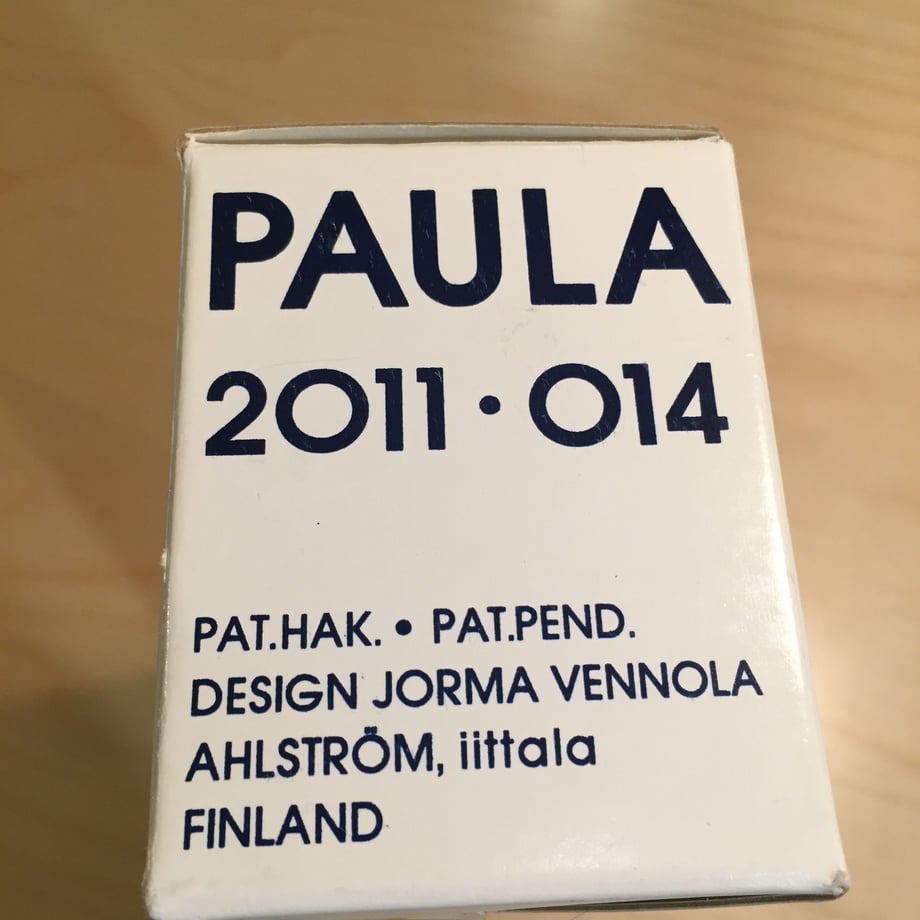 PAULA
2011·014
PAT.HAK. • PAT.PEND.
DESIGN JORMA VENNOLA
AHLSTRÖM, iittala
FINLAND